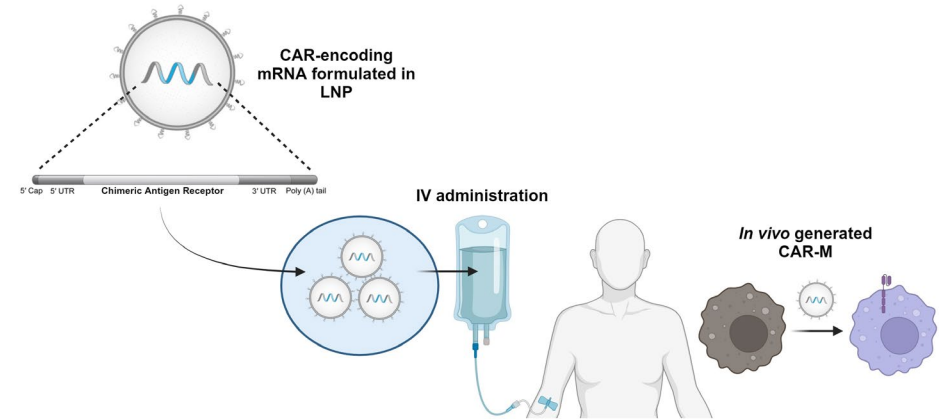 CAR-encoding
mRNA formulated in
LNP
5' Cap 5' UTR Chimeric Antigen Receptor 3' UTR Poly (A) tail
IV administration
In vivo generated
CAR-M